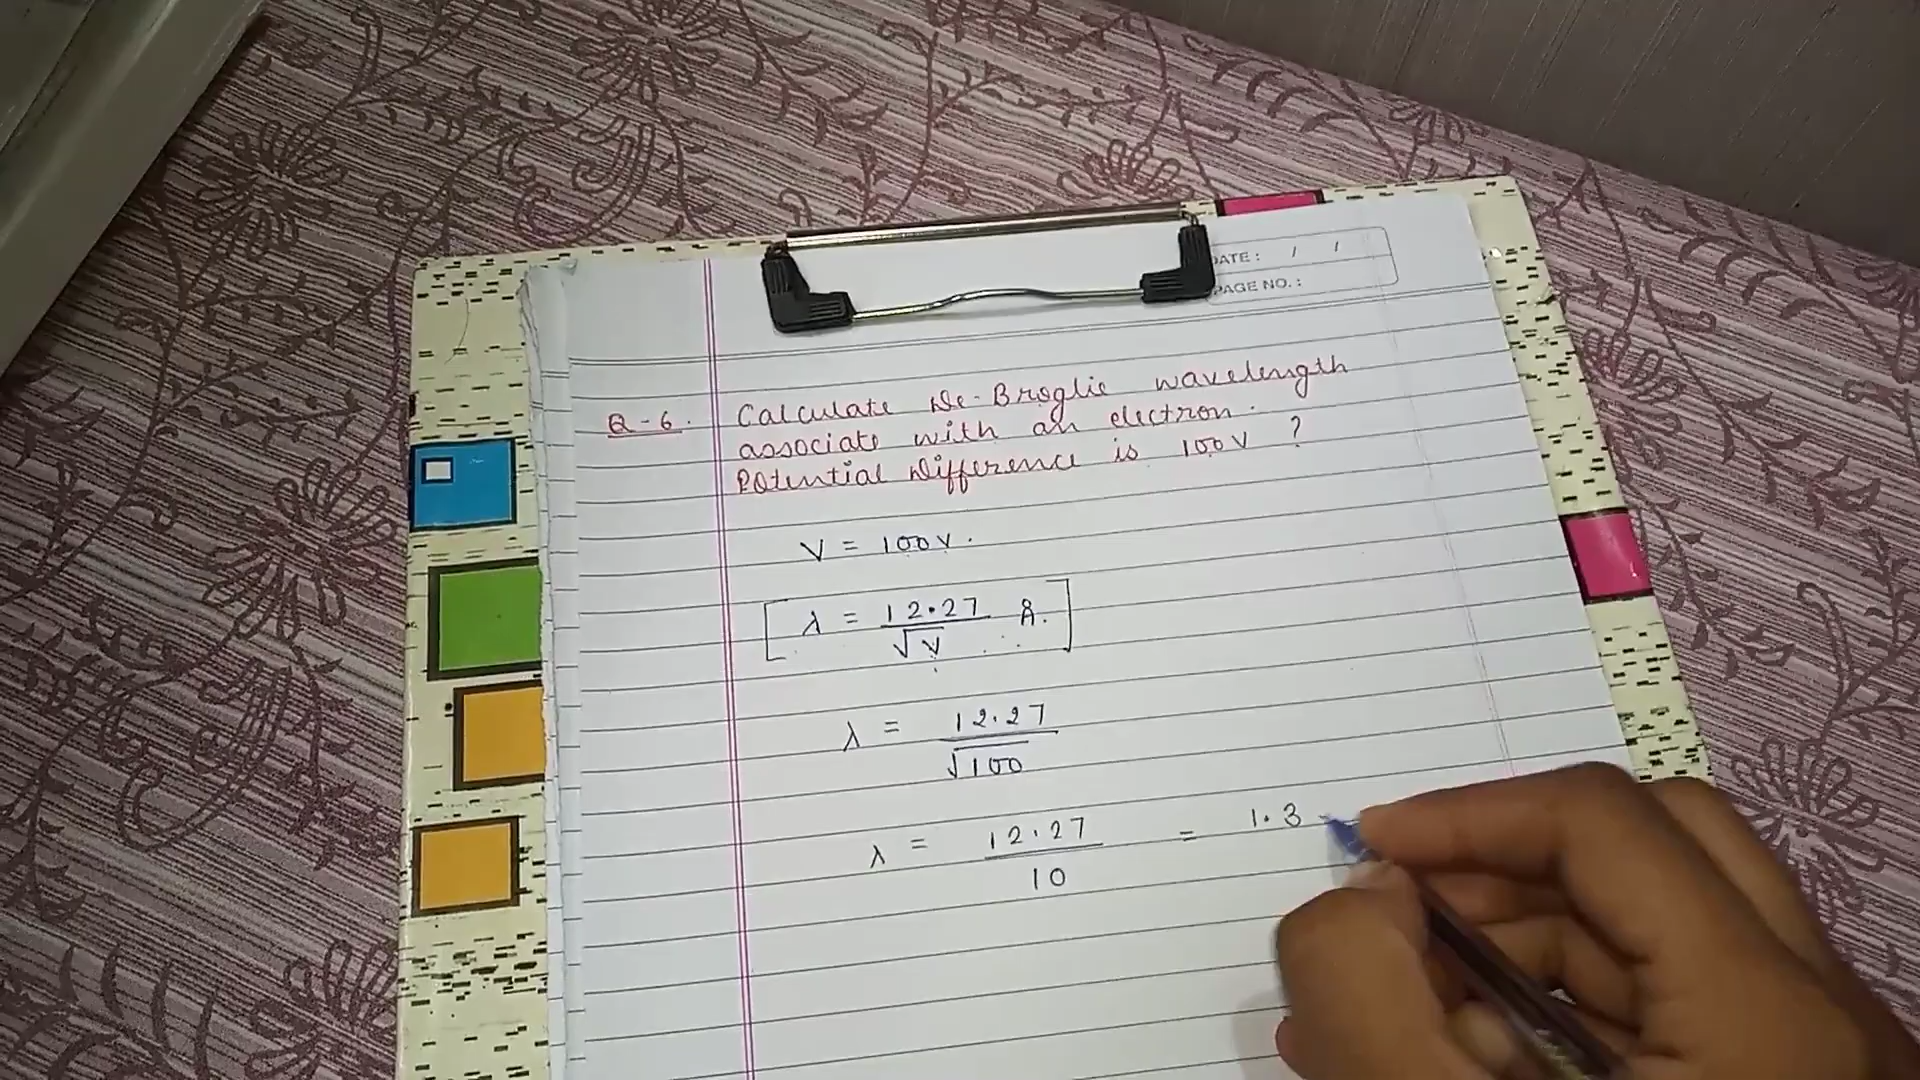 DATE : / /
PAGE NO. :
Q-6. Calculate De-Broglie wavelength
associate with an electron.
Potential Difference is 100V ?
V = 100V.
[λ = 12.27/√V Å.]
λ = 12.27/√100
λ = 12.27/10 = 1.3